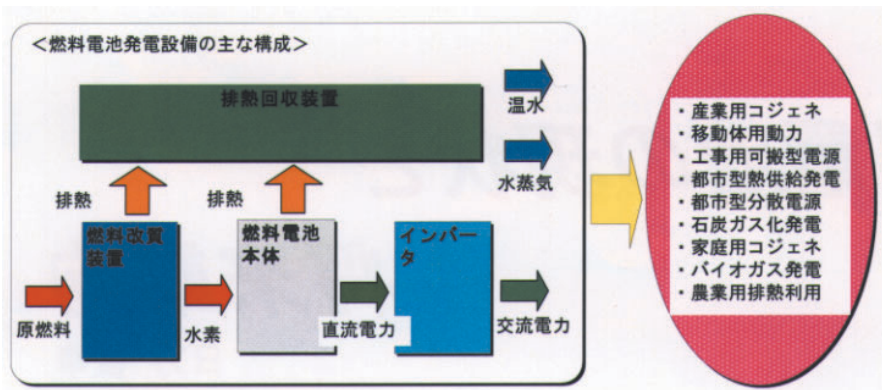 <燃料電池発電設備の主な構成>
排熱回収装置
温水
水蒸気
排熱
排熱
燃料改質
装置
燃料電池
本体
インバー
タ
原燃料
水素
直流電力
交流電力
・産業用コジェネ
・移動体用動力
・工事用可搬型電源
・都市型熱供給発電
・都市型分散電源
・石炭ガス化発電
・家庭用コジェネ
・バイオガス発電
・農業用排熱利用